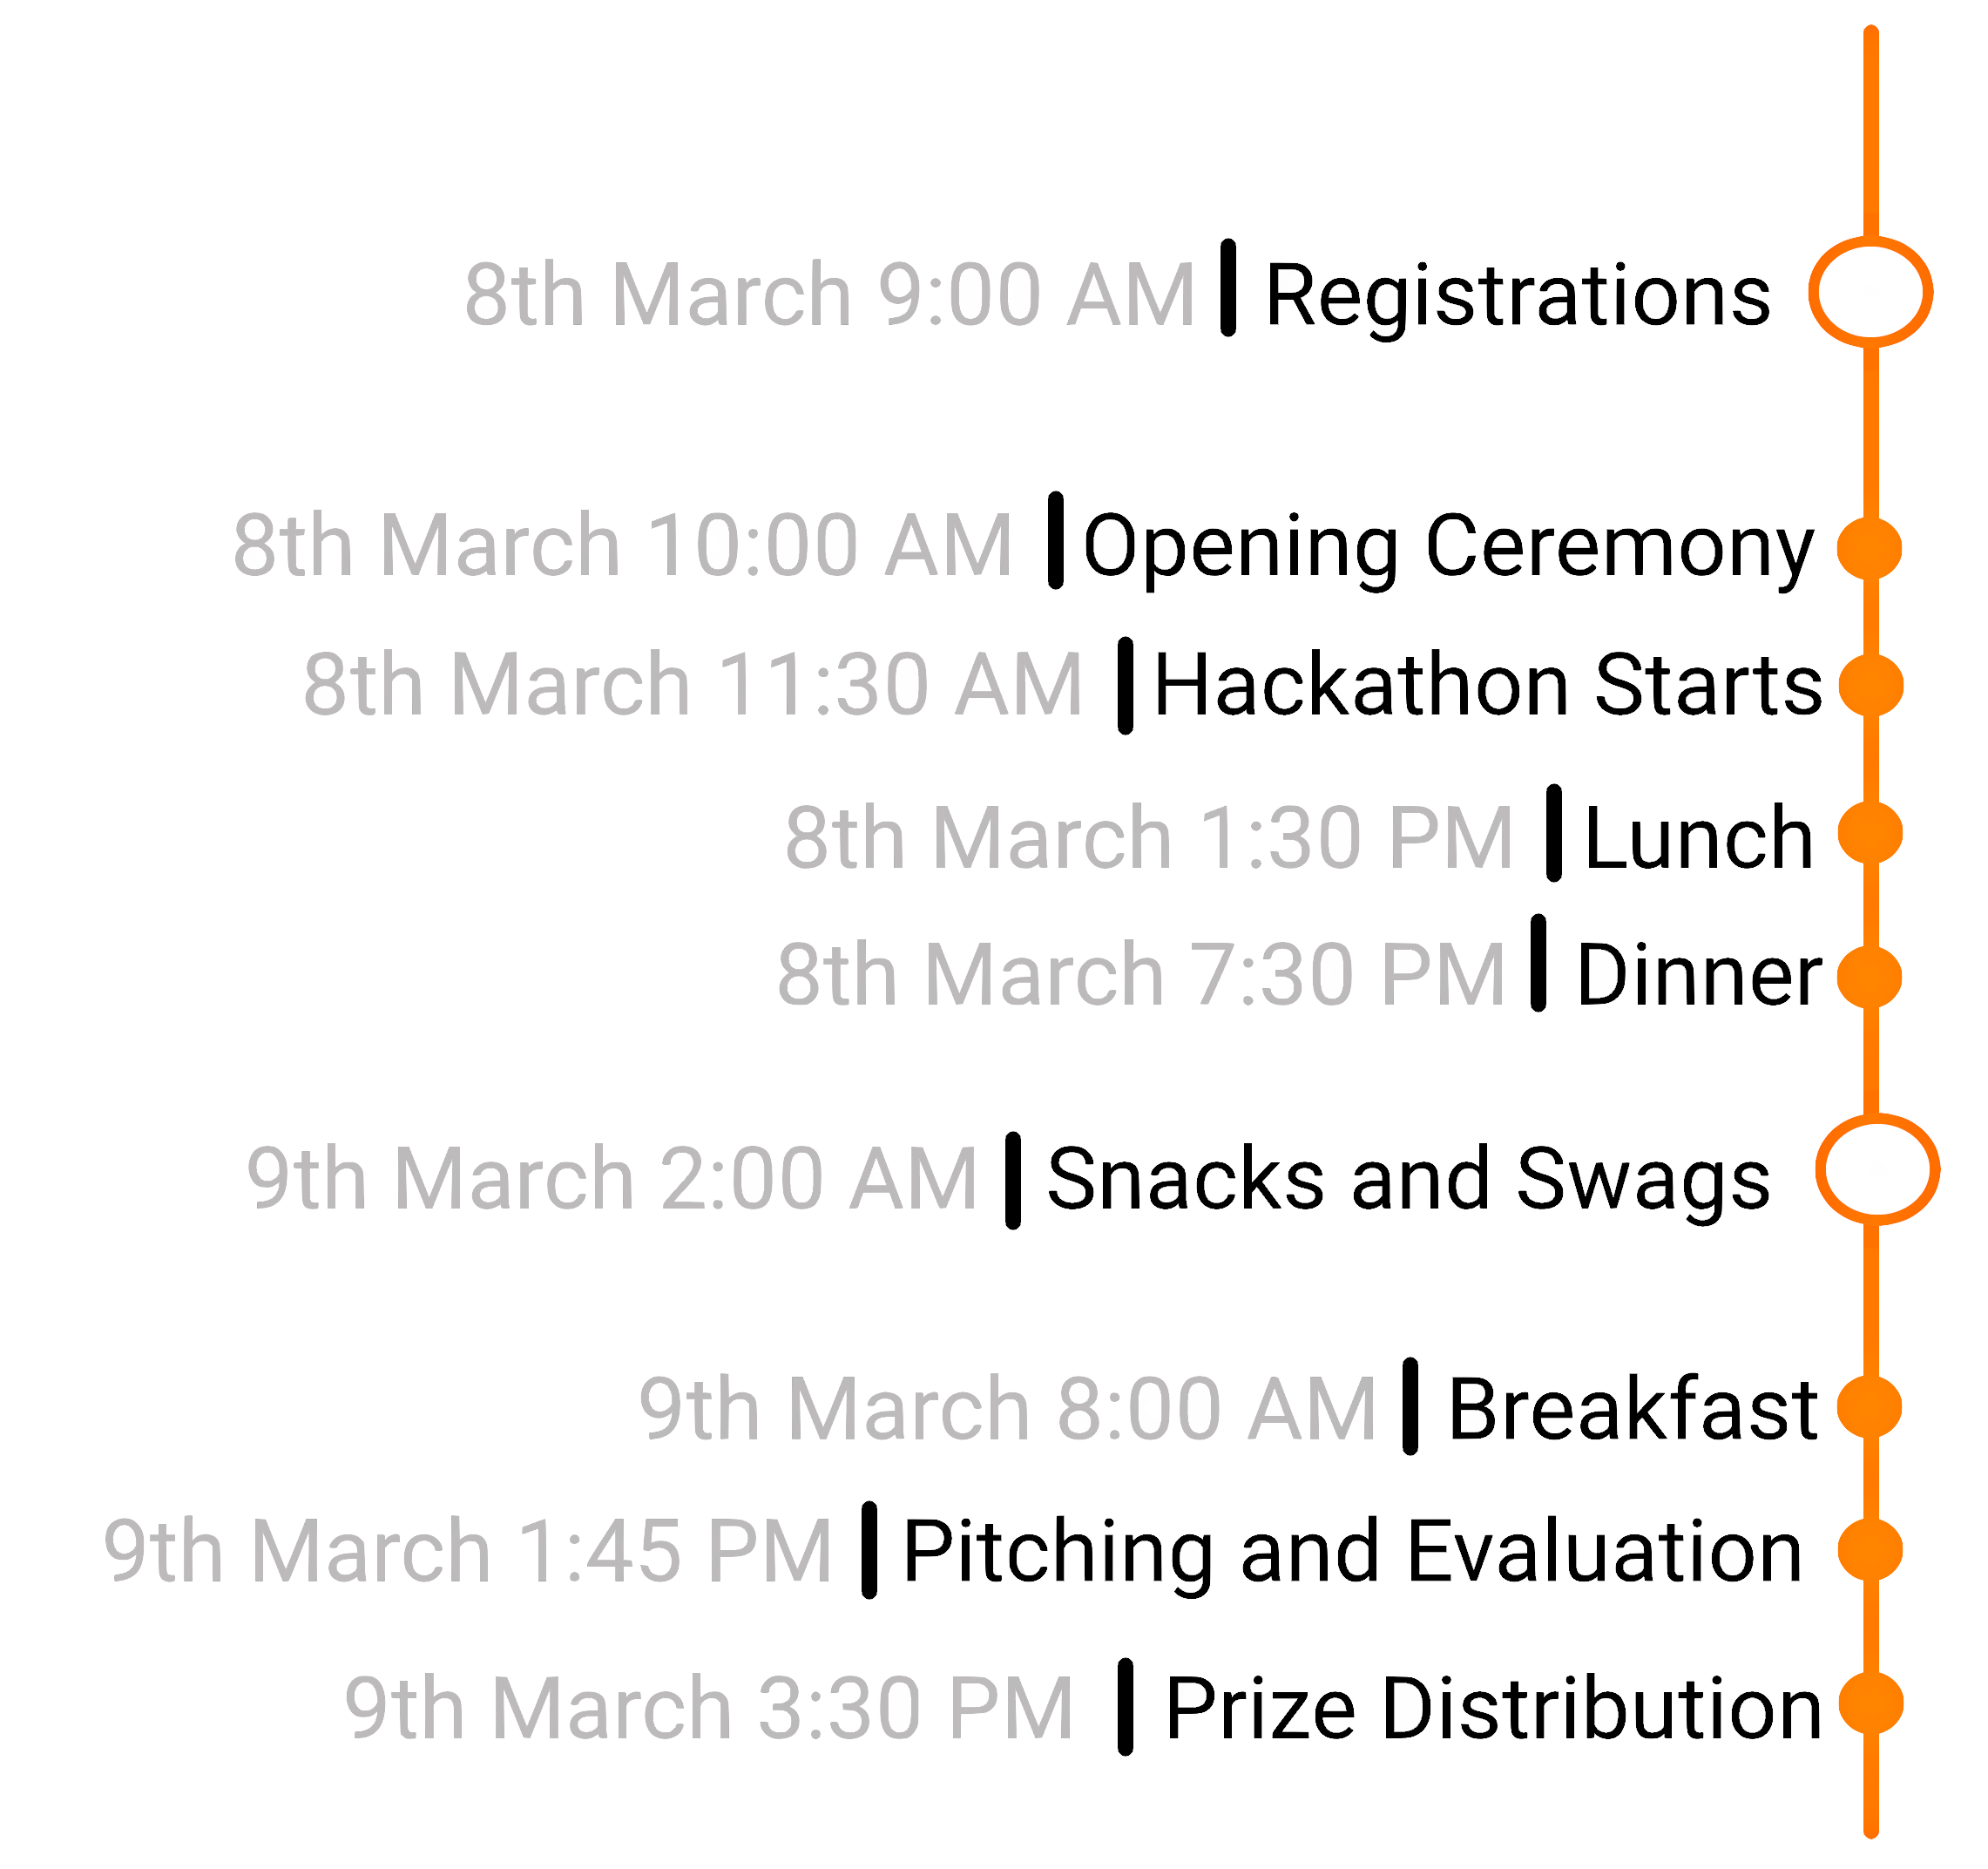 8th March 9:00 AM | Registrations
8th March 10:00 AM | Opening Ceremony
8th March 11:30 AM | Hackathon Starts
8th March 1:30 PM | Lunch
8th March 7:30 PM | Dinner
9th March 2:00 AM | Snacks and Swags
9th March 8:00 AM | Breakfast
9th March 1:45 PM | Pitching and Evaluation
9th March 3:30 PM | Prize Distribution